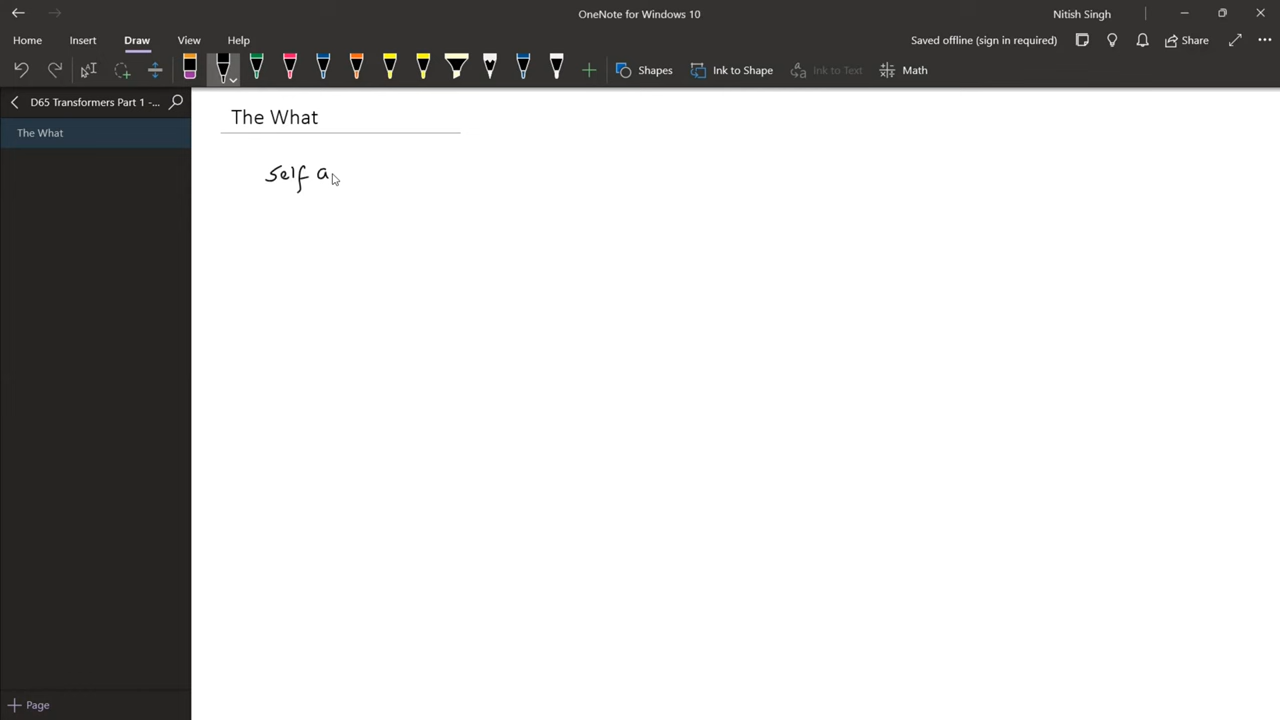 OneNote for Windows 10
Nitish Singh
Home Insert Draw View Help
Saved offline (sign in required) Share
Shapes Ink to Shape Ink to Text Math
D65 Transformers Part 1 -...
The What
The What
self a
Page